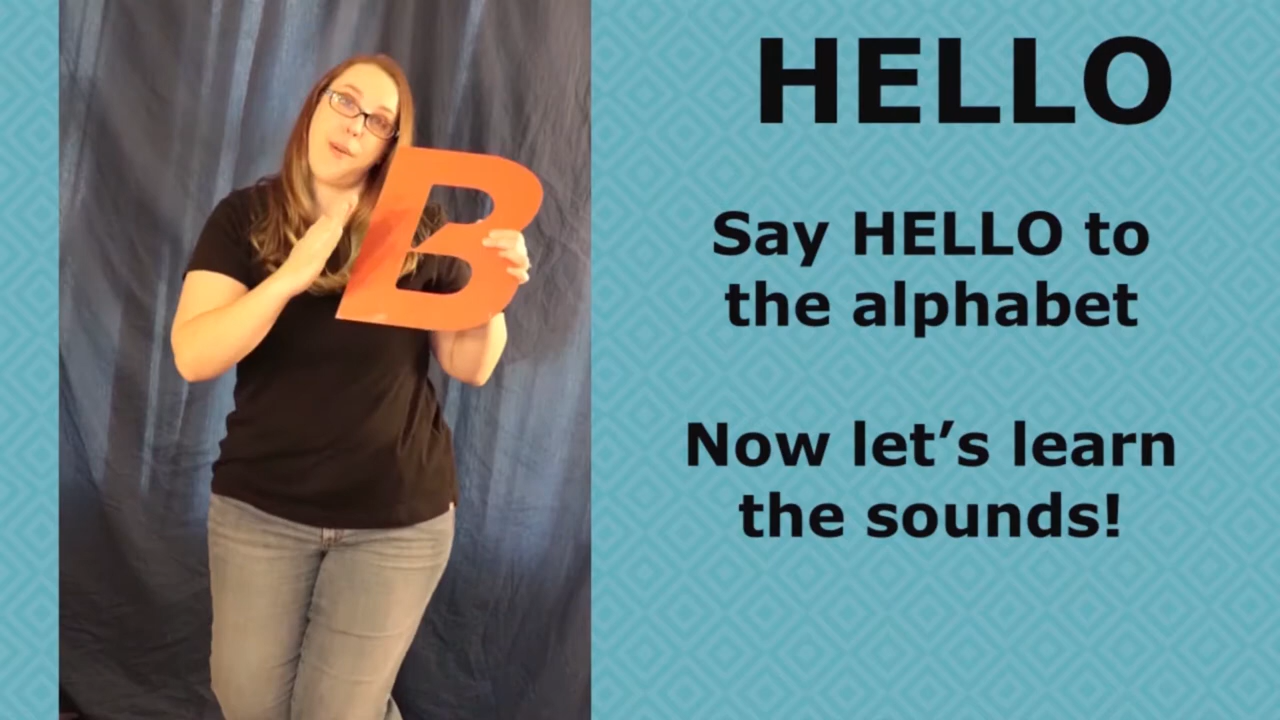 B
HELLO
Say HELLO to
the alphabet
Now let’s learn
the sounds!